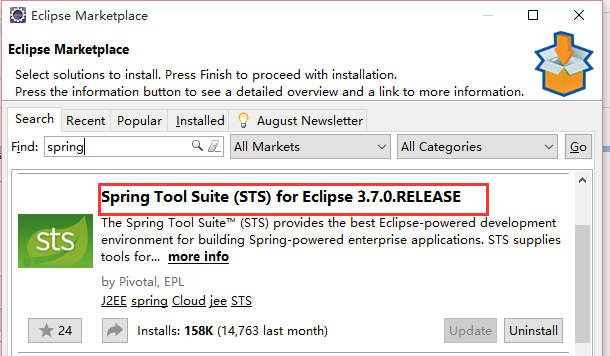 Eclipse Marketplace
Eclipse Marketplace
Select solutions to install. Press Finish to proceed with installation.
Press the information button to see a detailed overview and a link to more information.
Search Recent Popular Installed August Newsletter
Find: spring All Markets All Categories Go
Spring Tool Suite (STS) for Eclipse 3.7.0.RELEASE
The Spring Tool Suite™ (STS) provides the best Eclipse-powered development
environment for building Spring-powered enterprise applications. STS supplies
tools for... more info
sts
by Pivotal, EPL
J2EE spring Cloud jee STS
24 Installs: 158K (14,763 last month) Update Uninstall